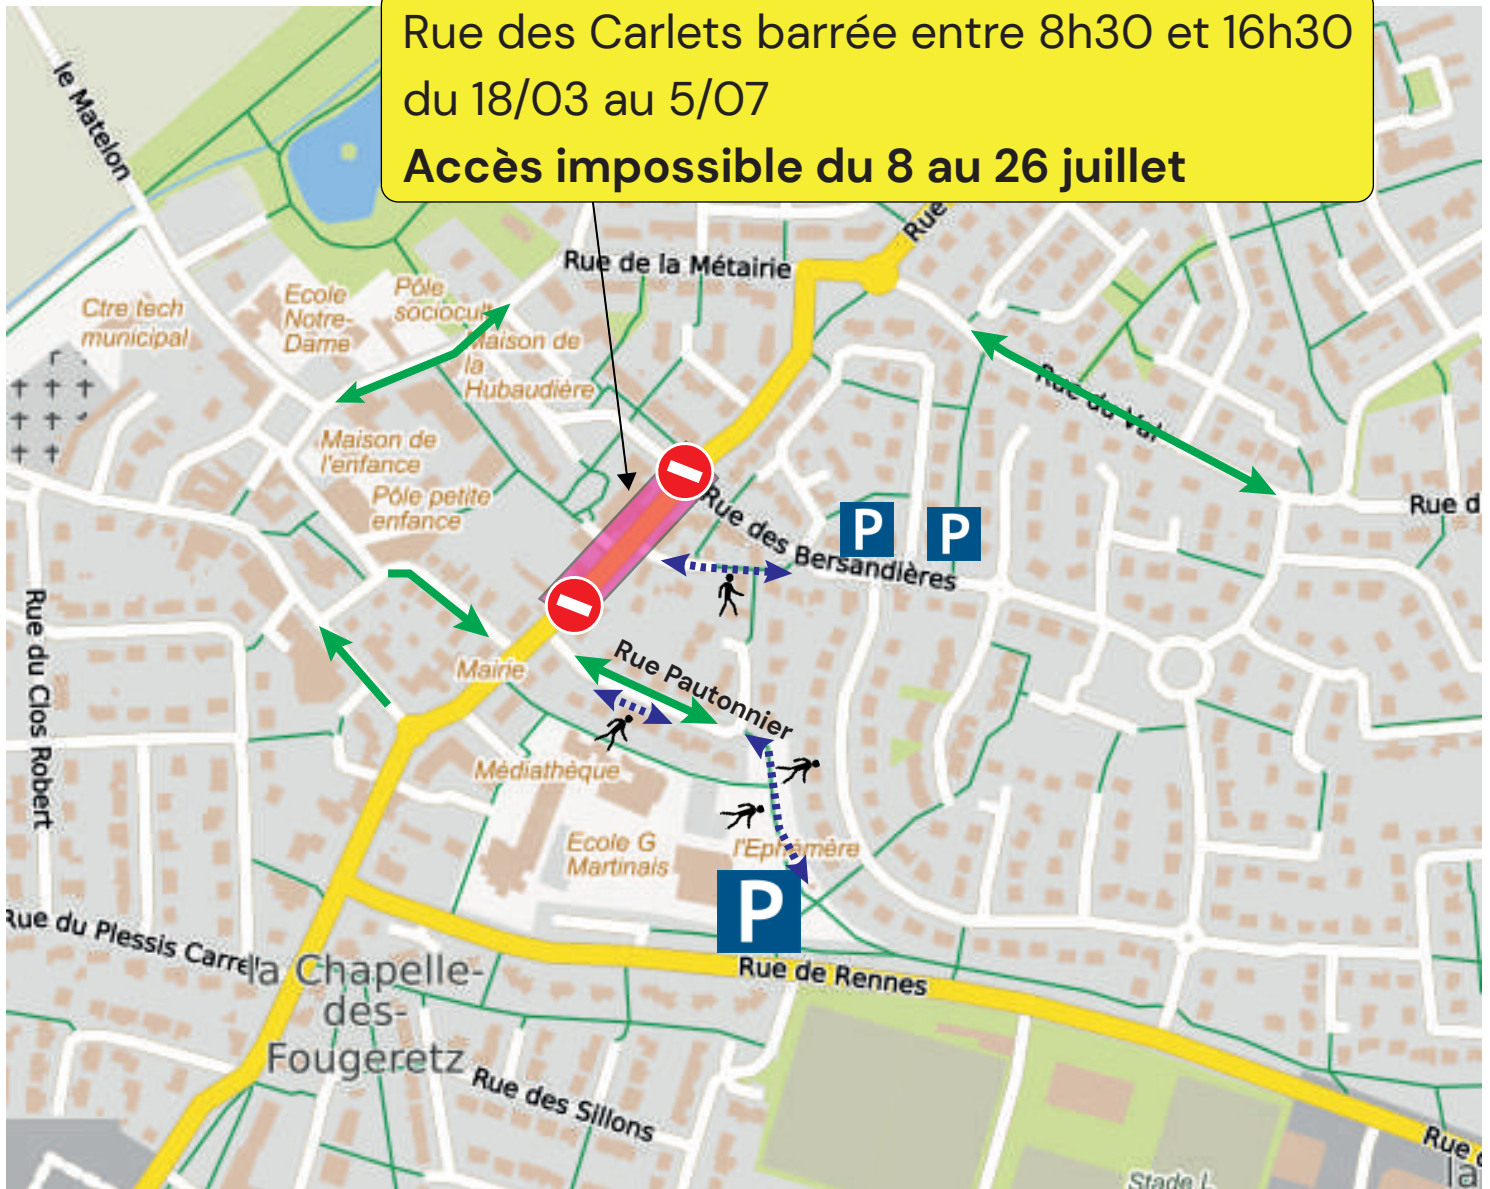 Rue des Carlets barrée entre 8h30 et 16h30
du 18/03 au 5/07
Accès impossible du 8 au 26 juillet
le Matelon
Rue
Rue de la Métairie
Ctre tech
municipal
Ecole
Notre-
Dame
Pôle
sociocult
Maison de
la
Hubaudière
Rue du Val
Maison de
l'enfance
Pôle petite
enfance
Rue d
Rue des Bersandières
P
P
Rue du Clos Robert
Mairie
Rue Pautonnier
Médiathèque
Ecole G
Martinais
l'Ephémère
P
Rue du Plessis Carrel
la Chapelle-
des-
Fougeretz
Rue de Rennes
Rue des Sillons
Rue d
la
Stade L